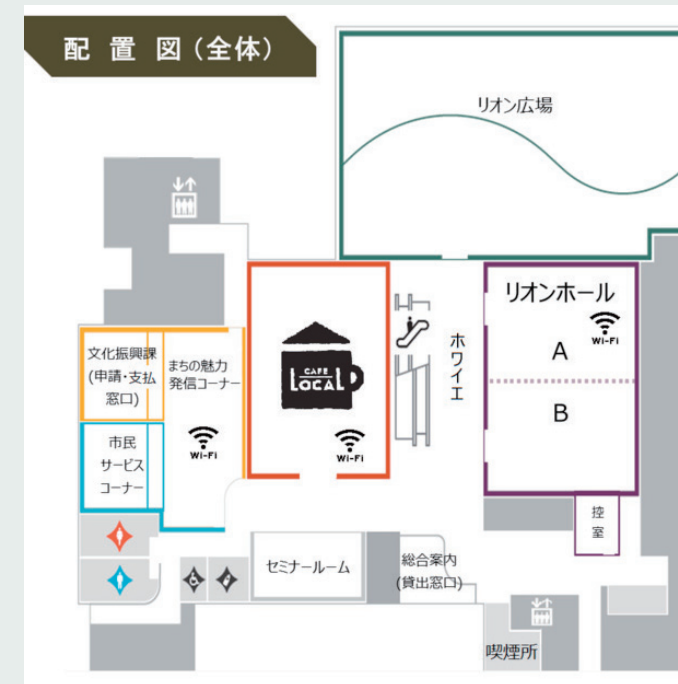 配置図(全体)
リオン広場
リオンホール
Wi-Fi
A
B
ホワイエ
CAFE
LOCAL
Wi-Fi
文化振興課
(申請・支払
窓口)
まちの魅力
発信コーナー
Wi-Fi
市民
サービス
コーナー
控
室
セミナールーム
総合案内
(貸出窓口)
喫煙所